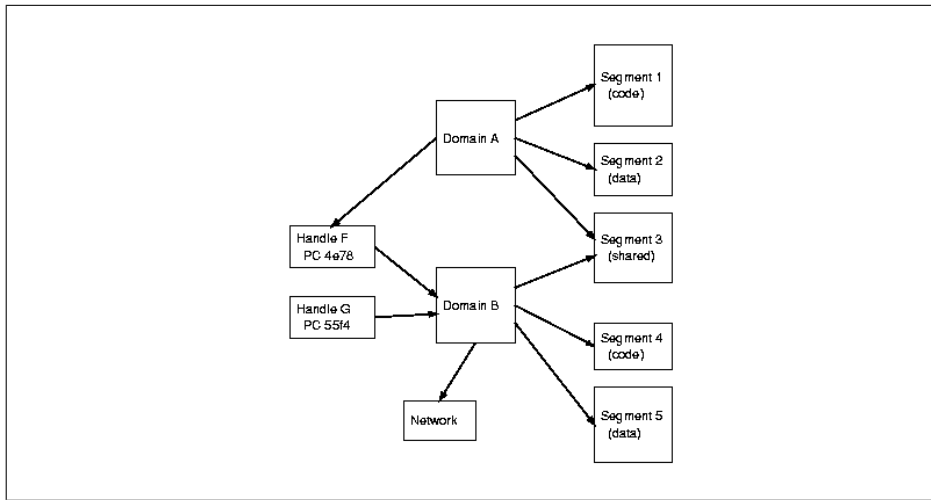 Segment 1
(code)
Domain A
Segment 2
(data)
Handle F
PC 4e78
Segment 3
(shared)
Handle G
PC 55f4
Domain B
Segment 4
(code)
Network
Segment 5
(data)